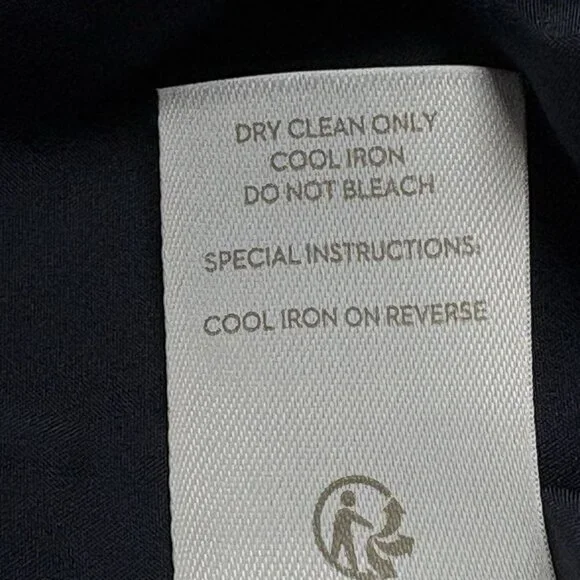 DRY CLEAN ONLY
COOL IRON
DO NOT BLEACH
SPECIAL INSTRUCTIONS:
COOL IRON ON REVERSE